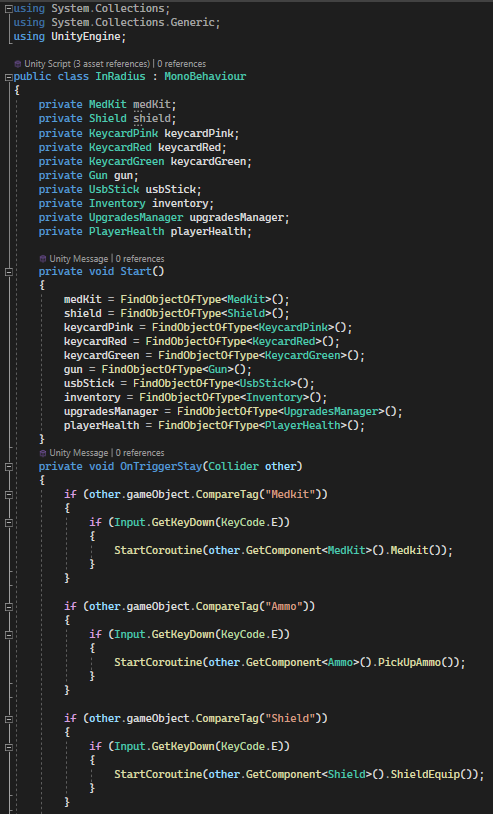 using System.Collections;
using System.Collections.Generic;
using UnityEngine;
Unity Script (3 asset references) | 0 references
public class InRadius : MonoBehaviour
{
private MedKit medKit;
private Shield shield;
private KeycardPink keycardPink;
private KeycardRed keycardRed;
private KeycardGreen keycardGreen;
private Gun gun;
private UsbStick usbStick;
private Inventory inventory;
private UpgradesManager upgradesManager;
private PlayerHealth playerHealth;
Unity Message | 0 references
private void Start()
{
medKit = FindObjectOfType<MedKit>();
shield = FindObjectOfType<Shield>();
keycardPink = FindObjectOfType<KeycardPink>();
keycardRed = FindObjectOfType<KeycardRed>();
keycardGreen = FindObjectOfType<KeycardGreen>();
gun = FindObjectOfType<Gun>();
usbStick = FindObjectOfType<UsbStick>();
inventory = FindObjectOfType<Inventory>();
upgradesManager = FindObjectOfType<UpgradesManager>();
playerHealth = FindObjectOfType<PlayerHealth>();
}
Unity Message | 0 references
private void OnTriggerStay(Collider other)
{
if (other.gameObject.CompareTag("Medkit"))
{
if (Input.GetKeyDown(KeyCode.E))
{
StartCoroutine(other.GetComponent<MedKit>().Medkit());
}
}
if (other.gameObject.CompareTag("Ammo"))
{
if (Input.GetKeyDown(KeyCode.E))
{
StartCoroutine(other.GetComponent<Ammo>().PickUpAmmo());
}
}
if (other.gameObject.CompareTag("Shield"))
{
if (Input.GetKeyDown(KeyCode.E))
{
StartCoroutine(other.GetComponent<Shield>().ShieldEquip());
}
}